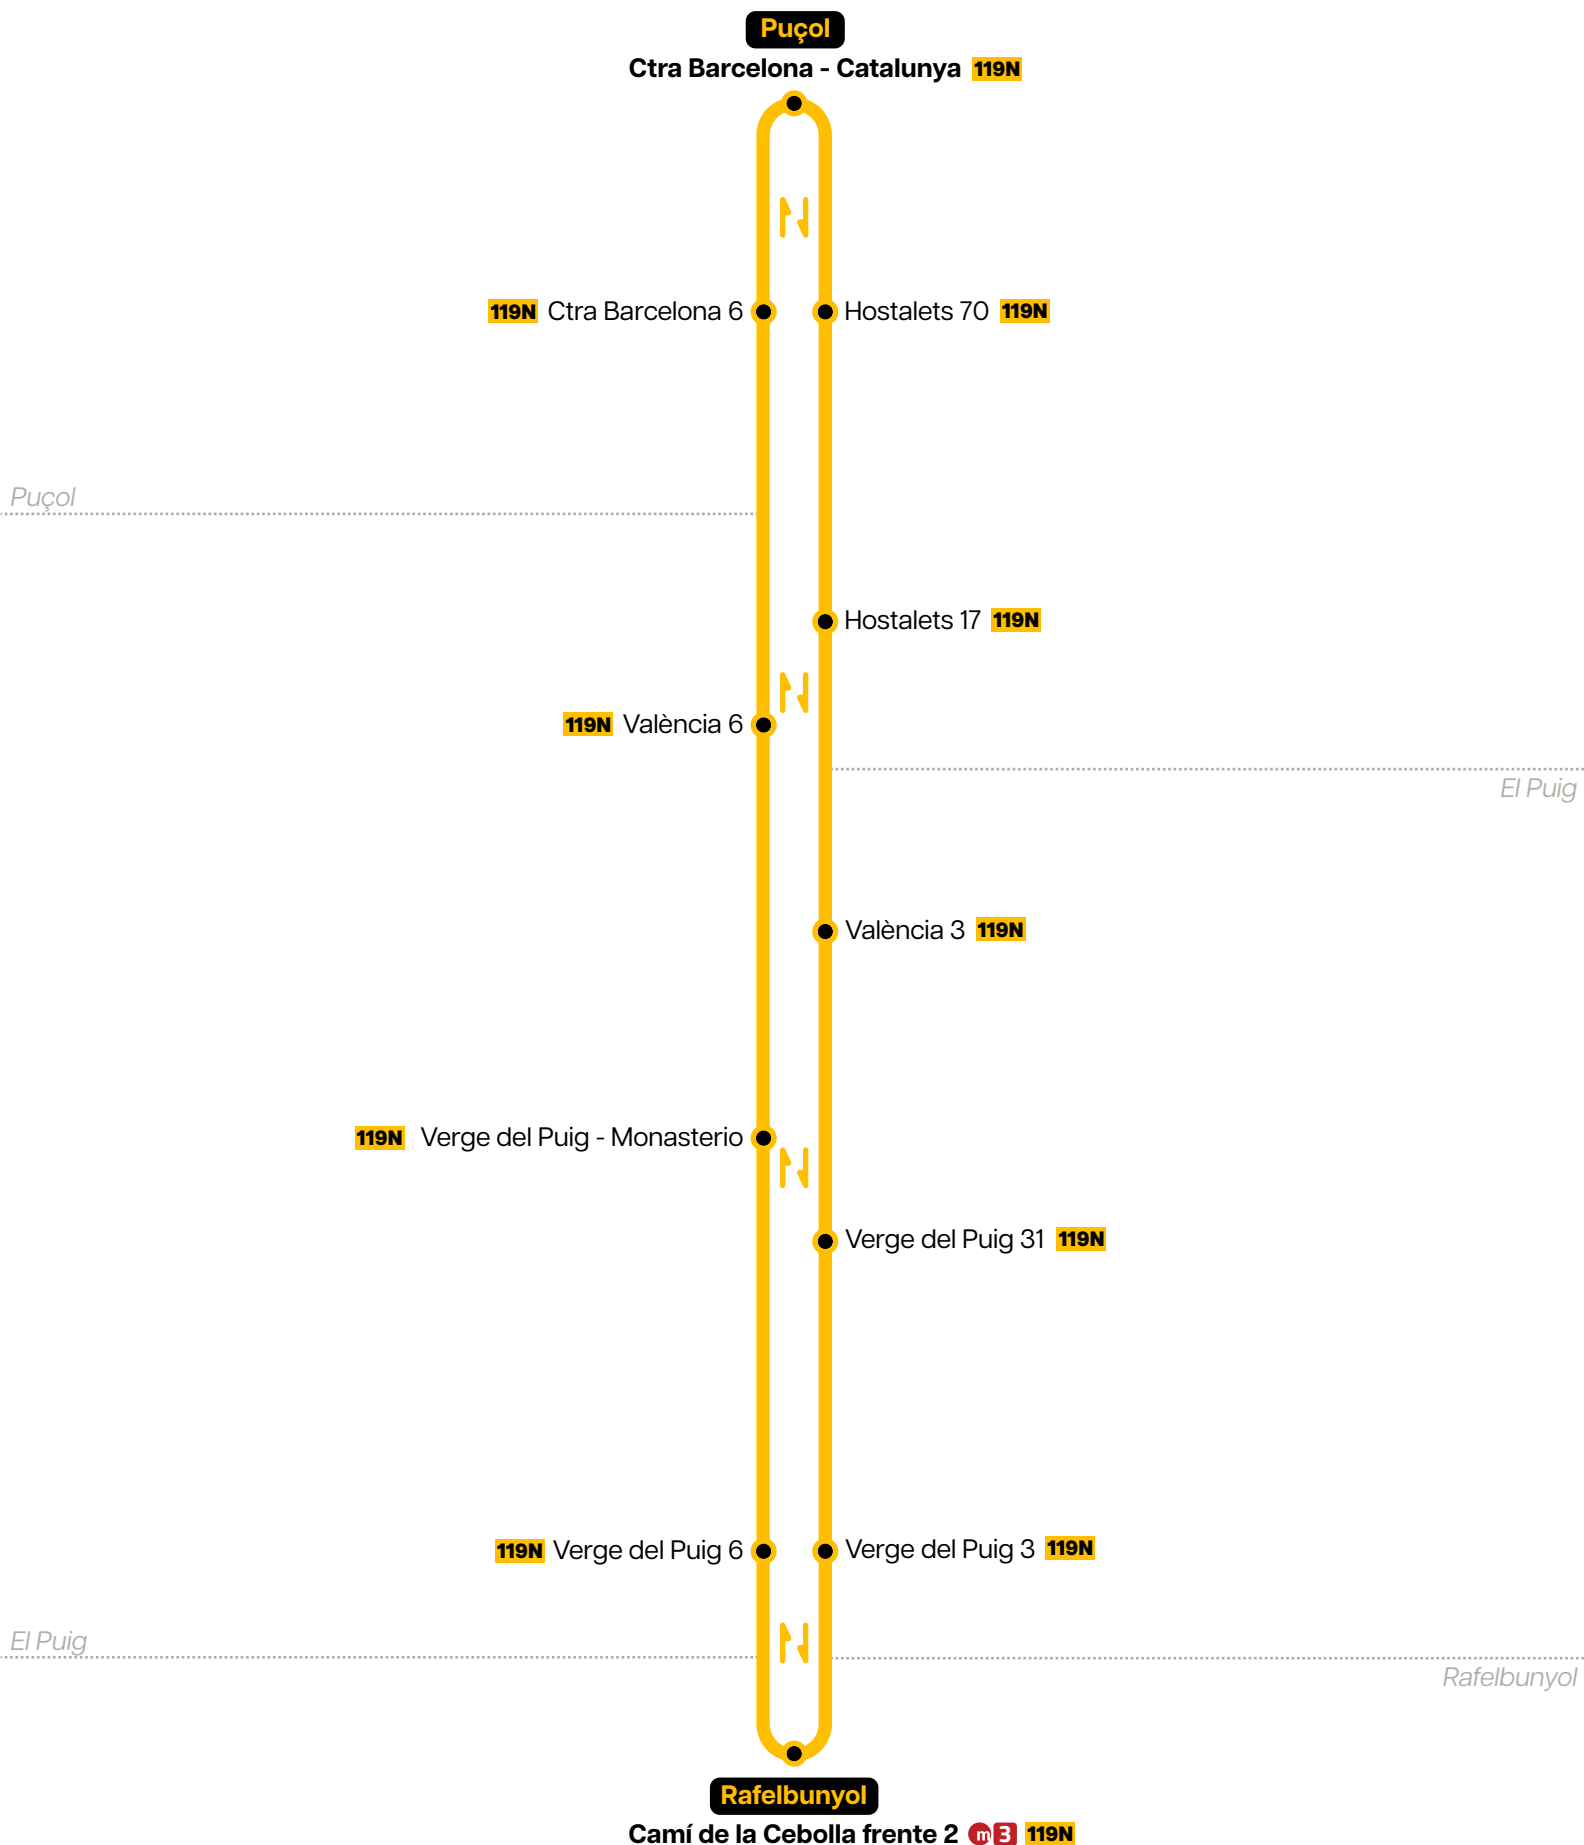 Puçol
Ctra Barcelona - Catalunya 119N
119N Ctra Barcelona 6
Hostalets 70 119N
Puçol
Hostalets 17 119N
119N València 6
El Puig
València 3 119N
119N Verge del Puig - Monasterio
Verge del Puig 31 119N
119N Verge del Puig 6
Verge del Puig 3 119N
El Puig
Rafelbunyol
Rafelbunyol
Camí de la Cebolla frente 2 m 3 119N